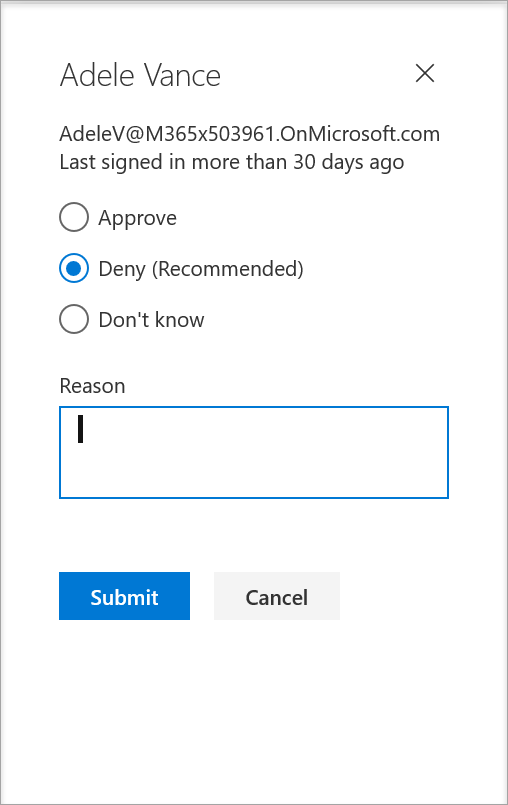 Adele Vance
AdeleV@M365x503961.OnMicrosoft.com
Last signed in more than 30 days ago
Approve
Deny (Recommended)
Don't know
Reason
Submit
Cancel